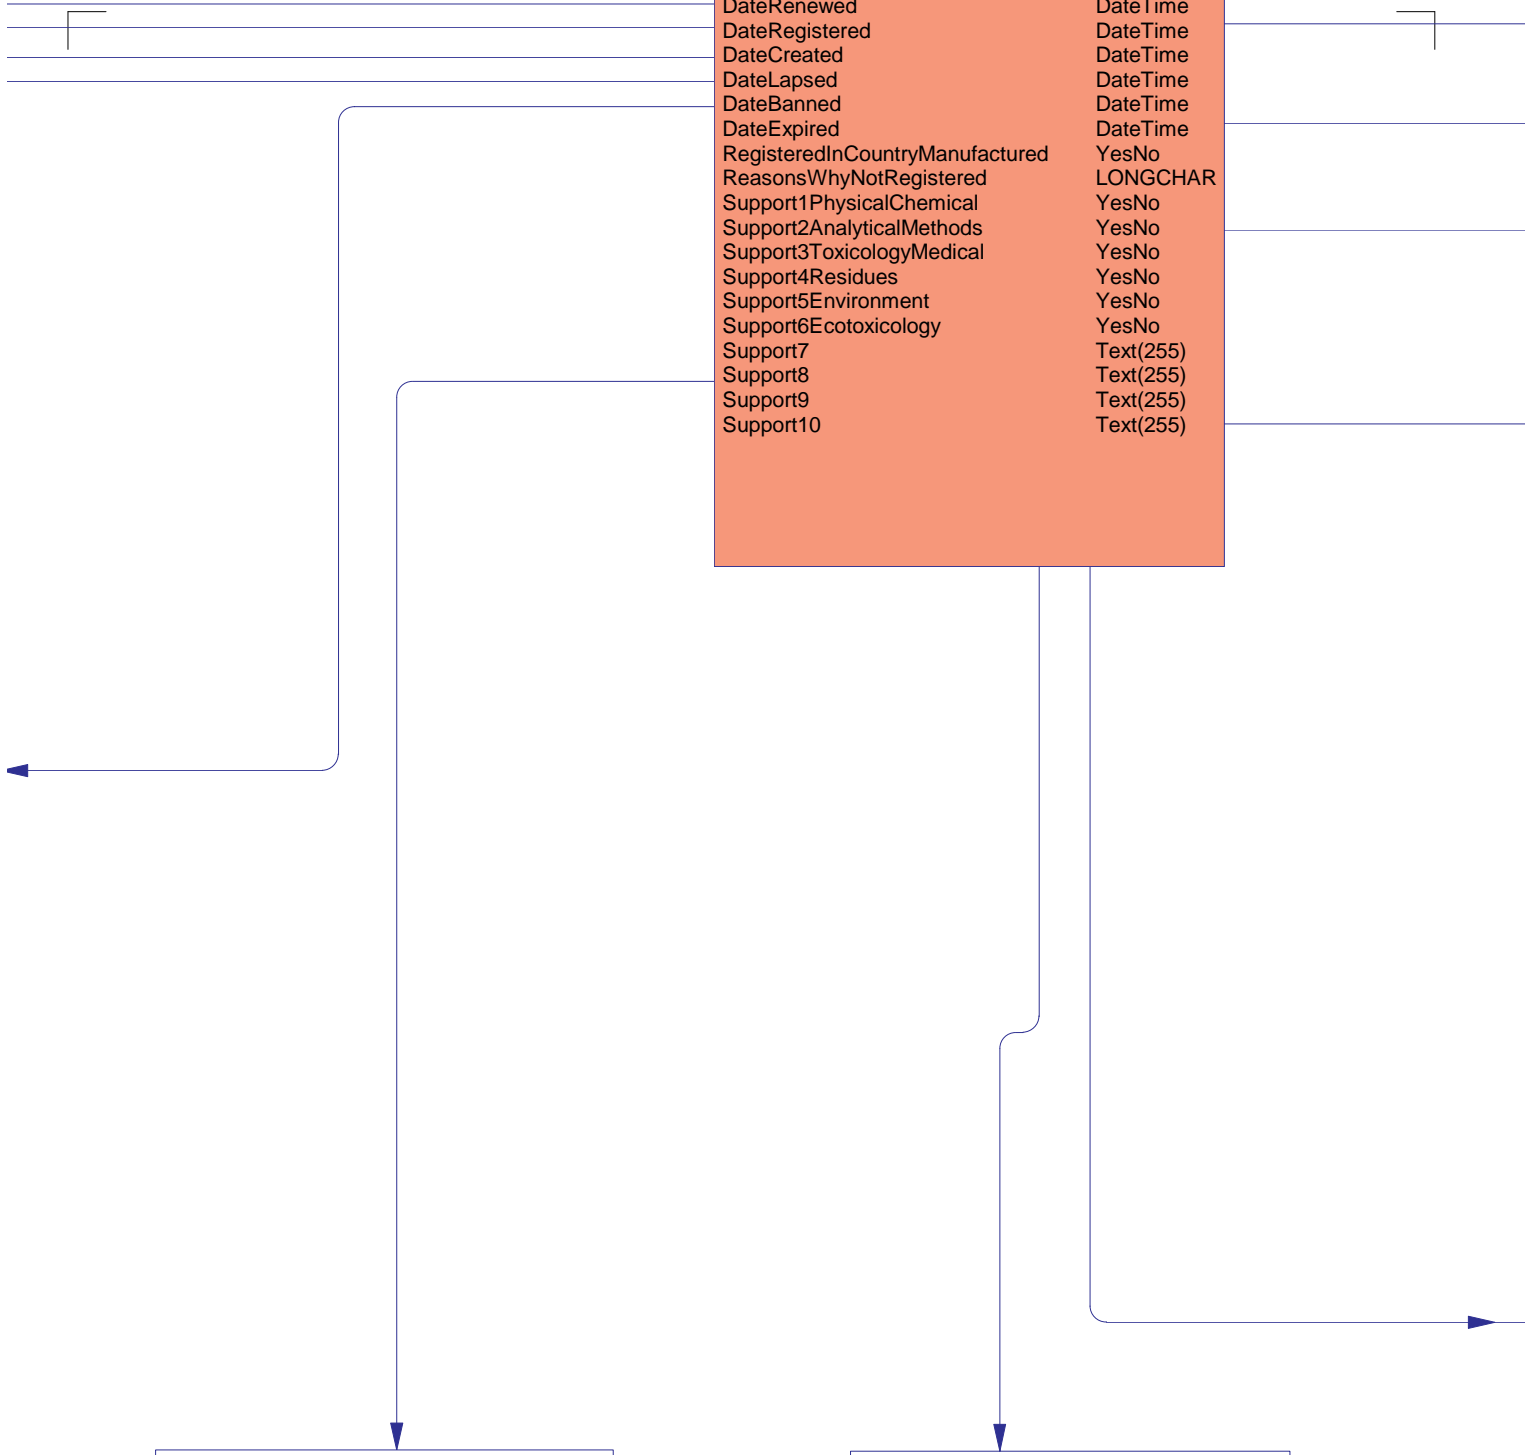 DateRenewed DateTime
DateRegistered DateTime
DateCreated DateTime
DateLapsed DateTime
DateBanned DateTime
DateExpired DateTime
RegisteredInCountryManufactured YesNo
ReasonsWhyNotRegistered LONGCHAR
Support1PhysicalChemical YesNo
Support2AnalyticalMethods YesNo
Support3ToxicologyMedical YesNo
Support4Residues YesNo
Support5Environment YesNo
Support6Ecotoxicology YesNo
Support7 Text(255)
Support8 Text(255)
Support9 Text(255)
Support10 Text(255)